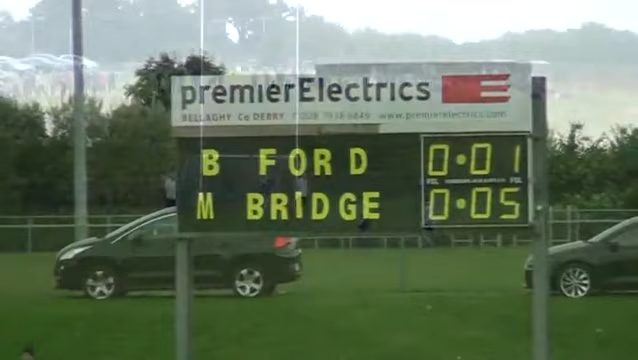 premierElectrics
BELLAGHY Co DERRY www.premierelectrics.com
B FORD 0·01
M BRIDGE 0·05